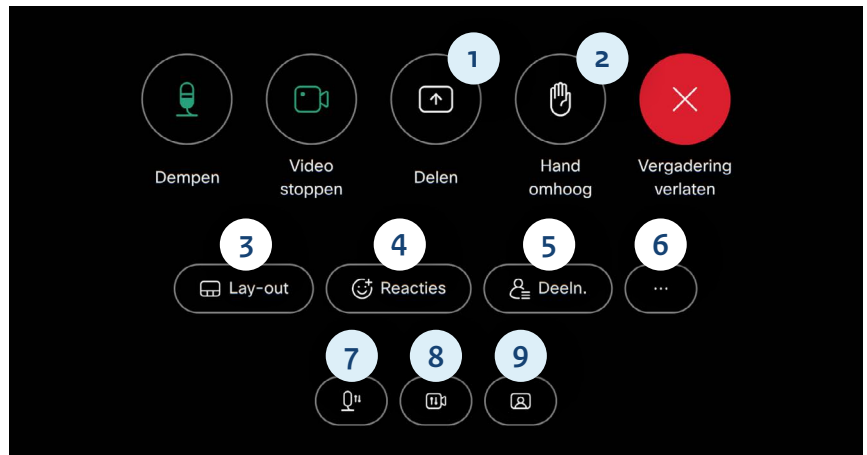 1
2
Dempen
Video
stoppen
Delen
Hand
omhoog
Vergadering
verlaten
3
4
5
6
Lay-out
Reacties
Deeln.
...
7
8
9